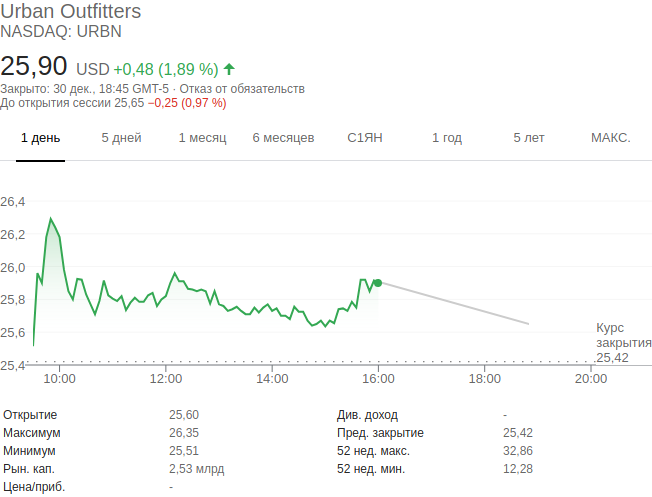 Urban Outfitters
NASDAQ: URBN
25,90 USD +0,48 (1,89 %)
Закрыто: 30 дек., 18:45 GMT-5 · Отказ от обязательств
До открытия сессии 25,65 −0,25 (0,97 %)
1 день 5 дней 1 месяц 6 месяцев С1ЯН 1 год 5 лет МАКС.
26,4
26,2
26,0
25,8
25,6
25,4
Курс
закрытия
25,42
10:00 12:00 14:00 16:00 18:00 20:00
Открытие 25,60 Див. доход -
Максимум 26,35 Пред. закрытие 25,42
Минимум 25,51 52 нед. макс. 32,86
Рын. кап. 2,53 млрд 52 нед. мин. 12,28
Цена/приб. -